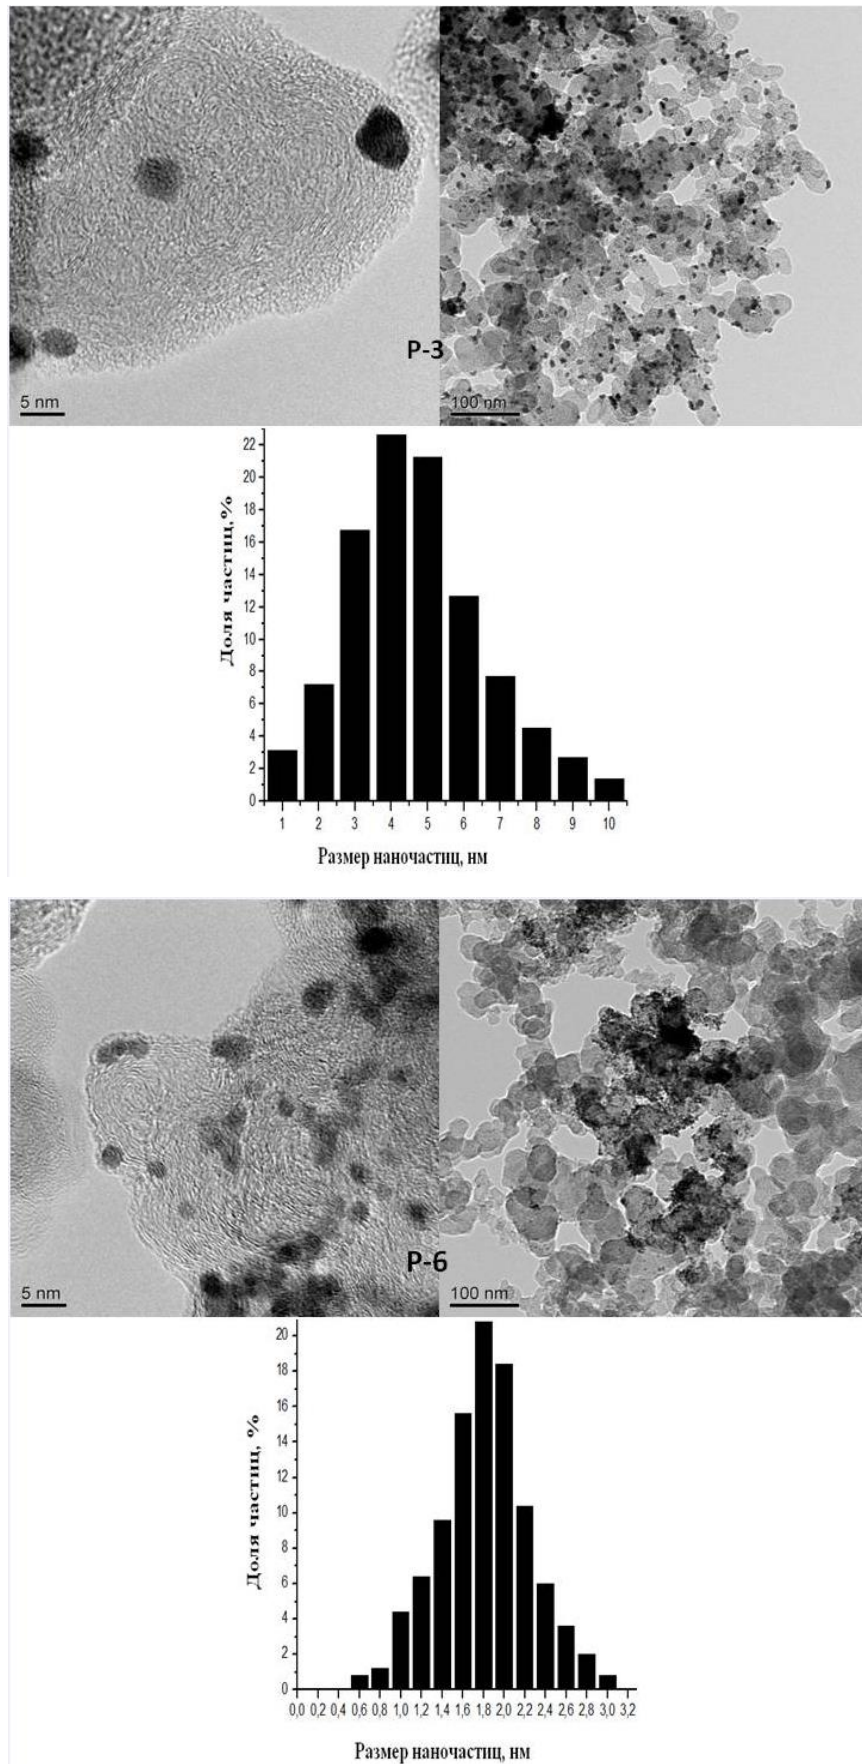 P-3
5 nm
100 nm
22
20
18
16
14
12
10
8
6
4
2
0
Доля частиц,%
1 2 3 4 5 6 7 8 9 10
Размер наночастиц, нм
P-6
5 nm
100 nm
20
18
16
14
12
10
8
6
4
2
0
Доля частиц, %
0,0 0,2 0,4 0,6 0,8 1,0 1,2 1,4 1,6 1,8 2,0 2,2 2,4 2,6 2,8 3,0 3,2
Размер наночастиц, нм